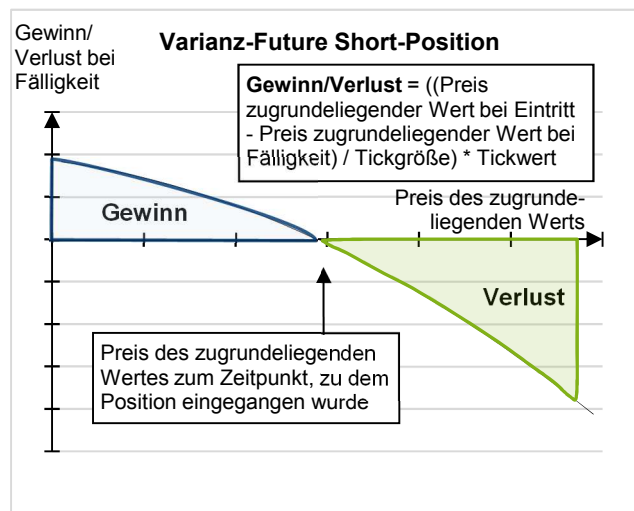 Gewinn/
Verlust bei
Fälligkeit
Varianz-Future Short-Position
Gewinn/Verlust = ((Preis
zugrundeliegender Wert bei Eintritt
- Preis zugrundeliegender Wert bei
Fälligkeit) / Tickgröße) * Tickwert
Preis des zugrunde-
liegenden Werts
Gewinn
Verlust
Preis des zugrundeliegenden
Wertes zum Zeitpunkt, zu dem
Position eingegangen wurde